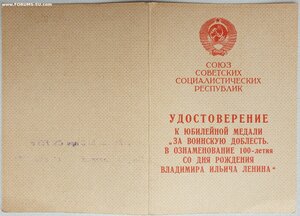 www.FORUMS-SU.com
СОЮЗ
СОВЕТСКИХ
СОЦИАЛИСТИЧЕСКИХ
РЕСПУБЛИК
УДОСТОВЕРЕНИЕ
К ЮБИЛЕЙНОЙ МЕДАЛИ
„ЗА ВОИНСКУЮ ДОБЛЕСТЬ.
В ОЗНАМЕНОВАНИЕ 100-летия
СО ДНЯ РОЖДЕНИЯ
ВЛАДИМИРА ИЛЬИЧА ЛЕНИНА“